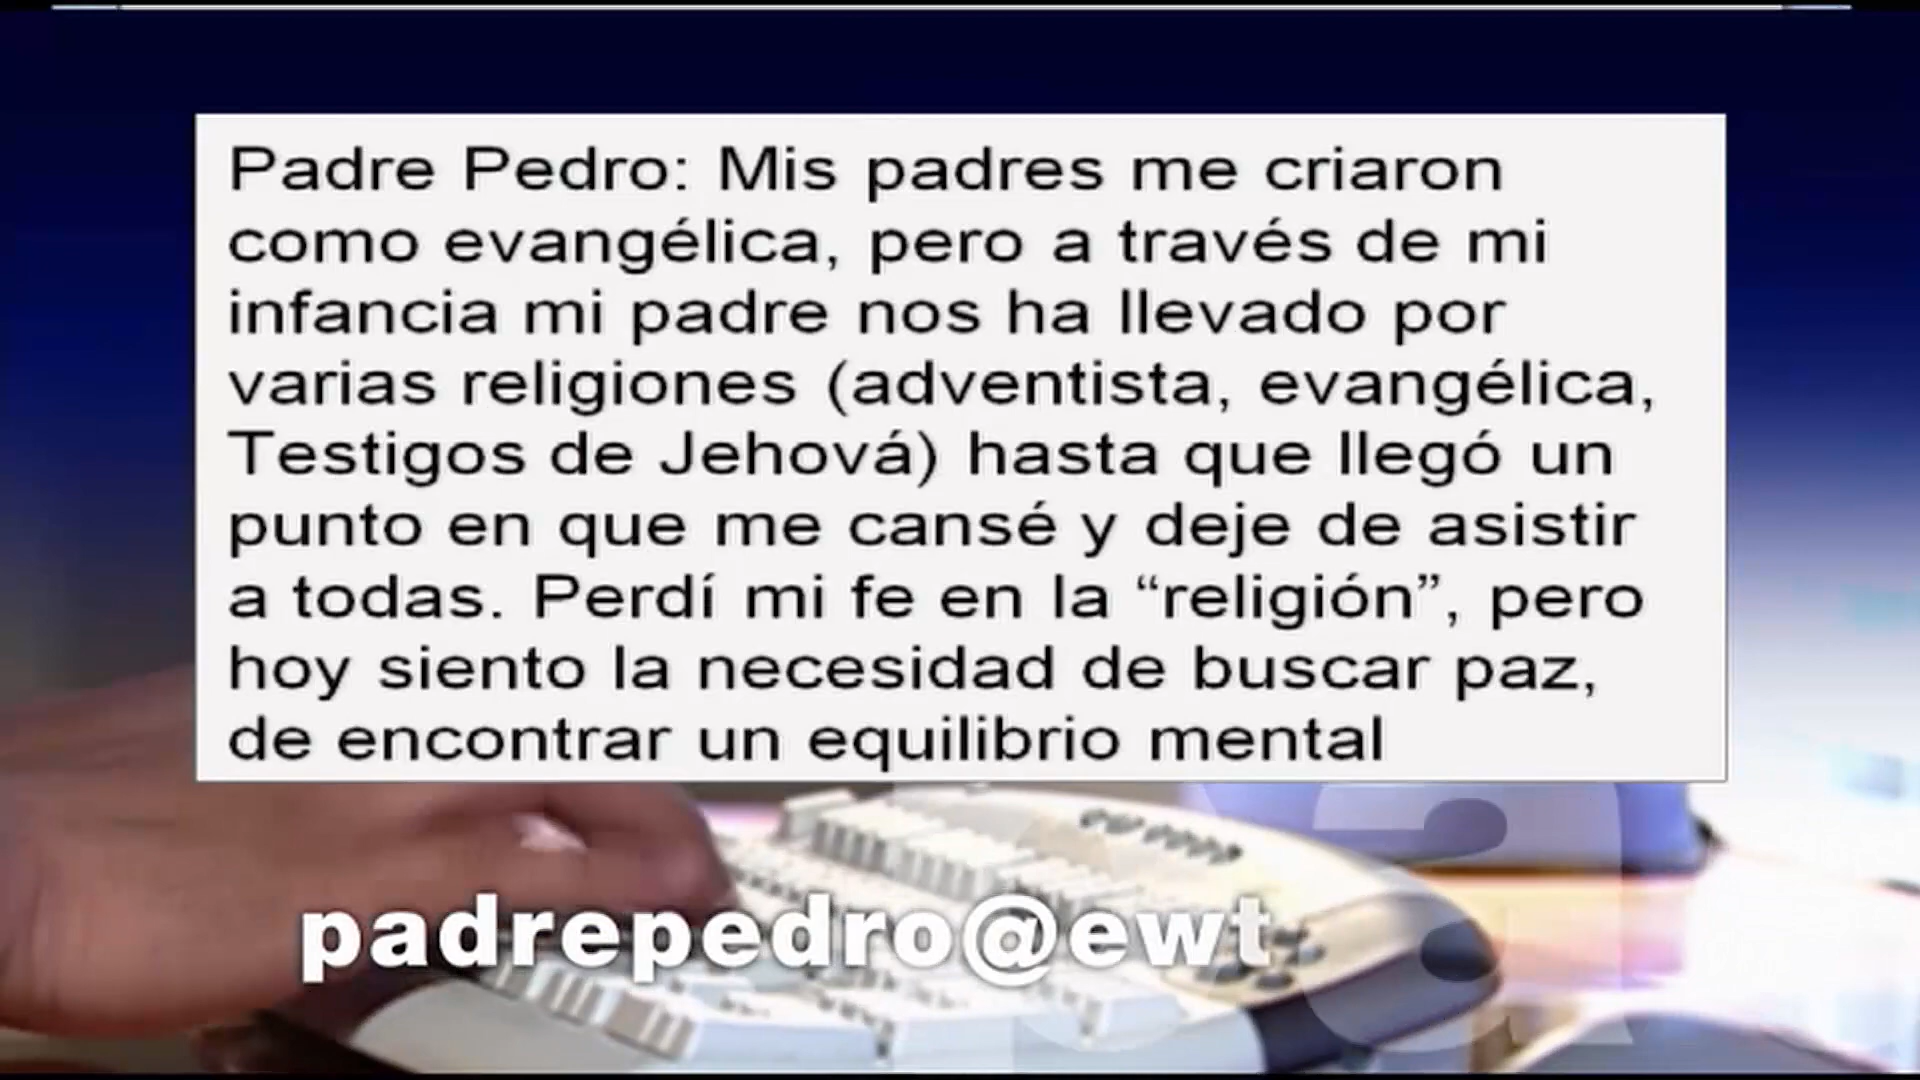 Padre Pedro: Mis padres me criaron
como evangélica, pero a través de mi
infancia mi padre nos ha llevado por
varias religiones (adventista, evangélica,
Testigos de Jehová) hasta que llegó un
punto en que me cansé y deje de asistir
a todas. Perdí mi fe en la “religión”, pero
hoy siento la necesidad de buscar paz,
de encontrar un equilibrio mental
padrepedro@ewt